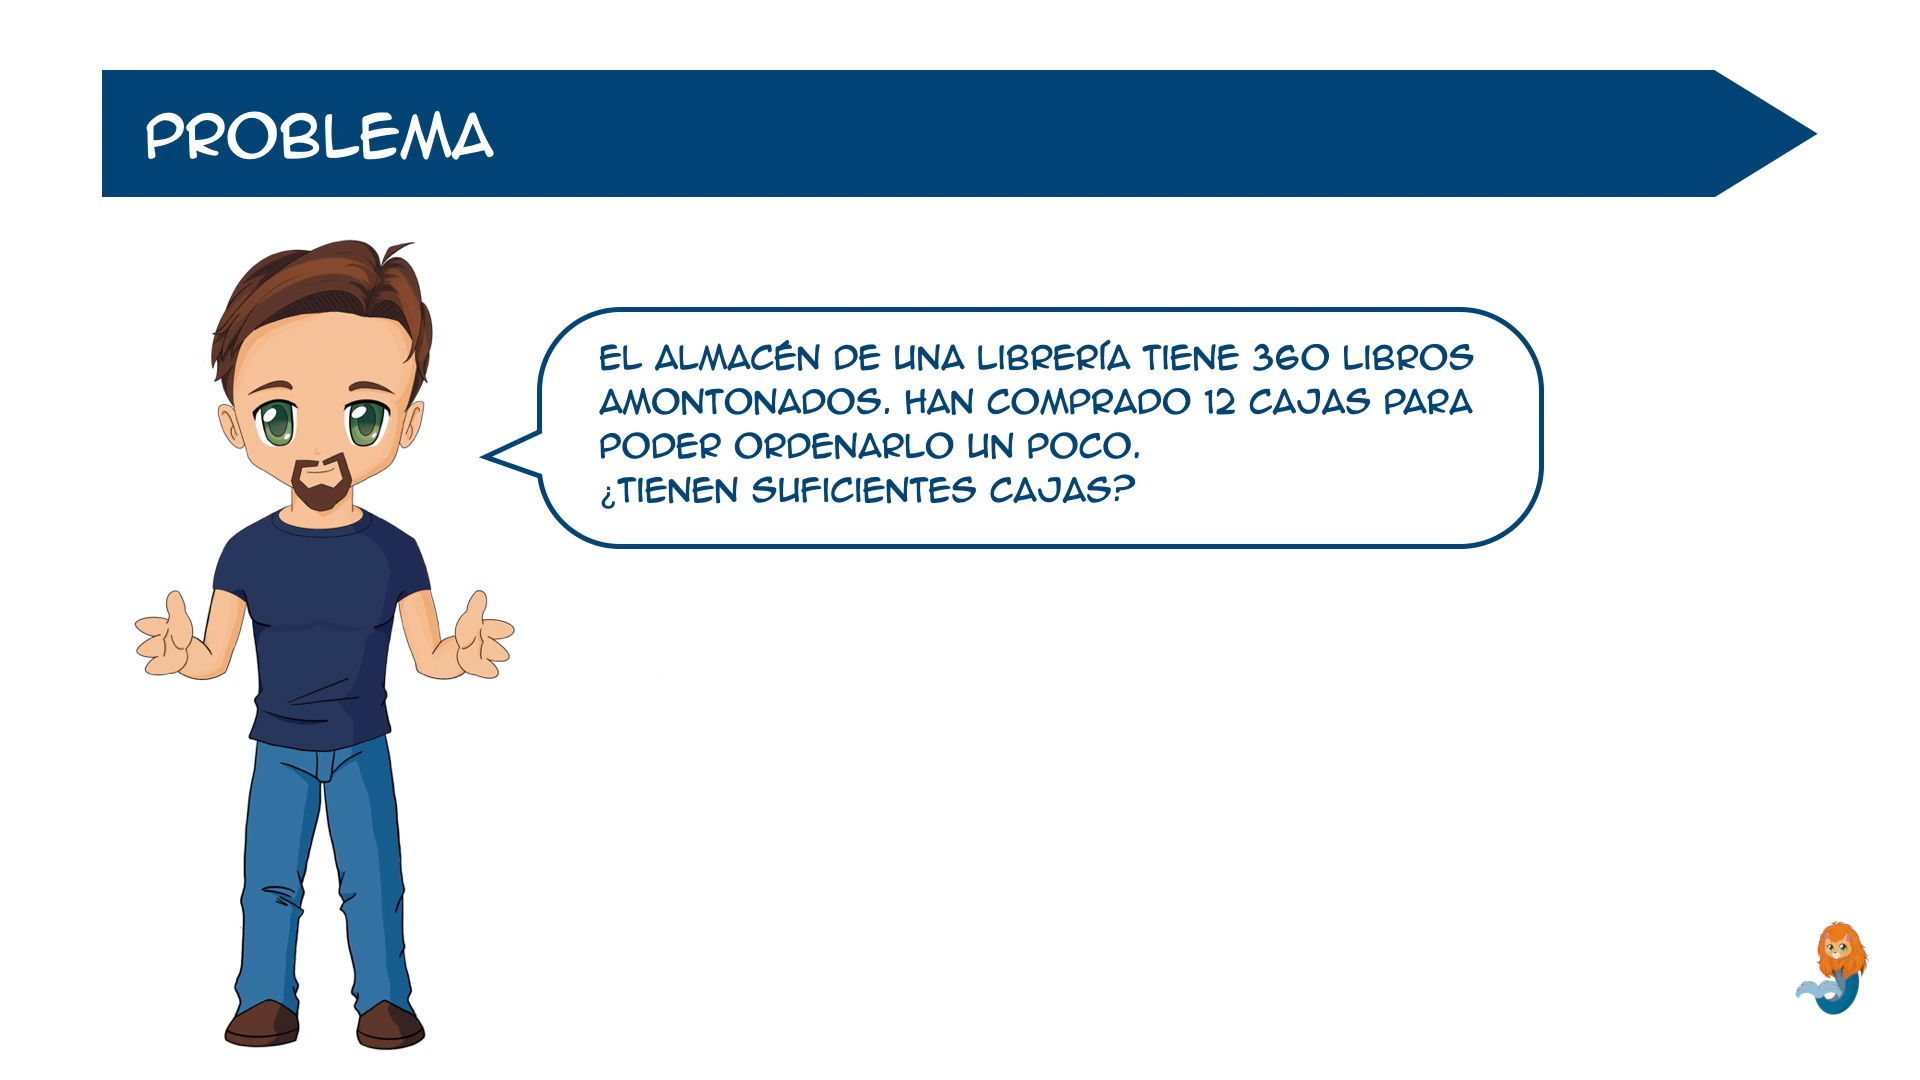 PROBLEMA
EL ALMACÉN DE UNA LIBRERÍA TIENE 360 LIBROS
AMONTONADOS. HAN COMPRADO 12 CAJAS PARA
PODER ORDENARLO UN POCO.
¿TIENEN SUFICIENTES CAJAS?